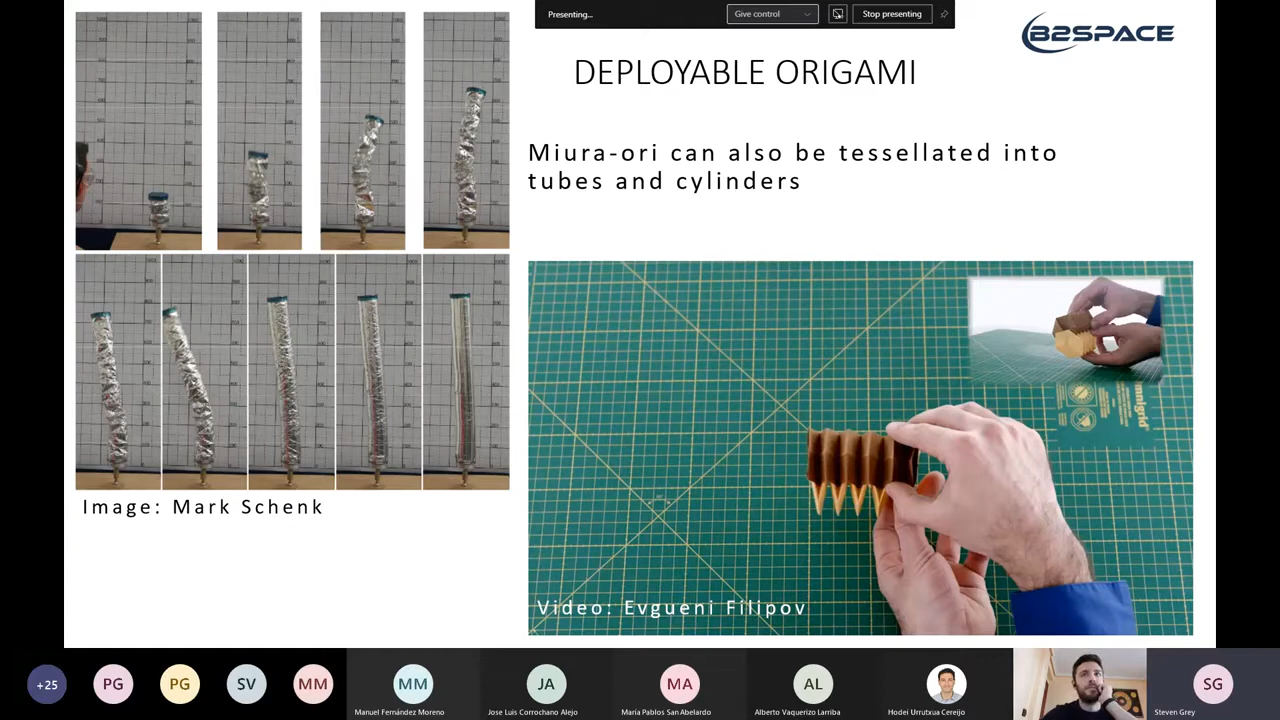 Presenting...
Give control
Stop presenting
B2SPACE
DEPLOYABLE ORIGAMI
Miura-ori can also be tessellated into
tubes and cylinders
Image: Mark Schenk
omnigrid
Video: Evgueni Filipov
+25
PG
PG
SV
MM
MM
JA
MA
AL
SG
Manuel Fernández Moreno
Jose Luis Corrochano Alejo
María Pablos San Abelardo
Alberto Vaquerizo Larriba
Hodei Urrutxua Cereijo
Steven Grey